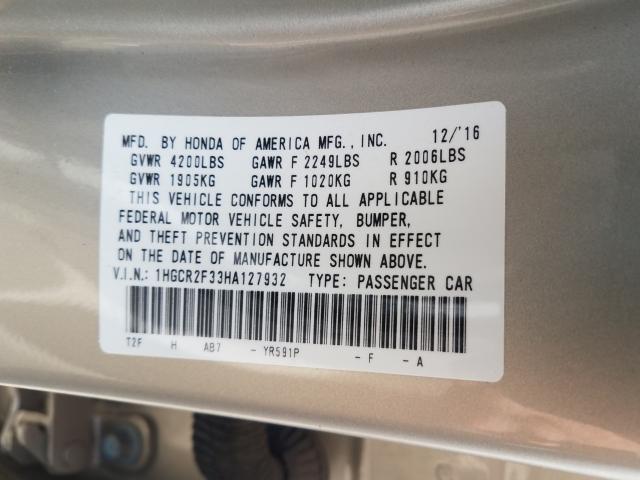 MFD. BY HONDA OF AMERICA MFG., INC. 12/'16
GVWR 4200LBS GAWR F 2249LBS R 2006LBS
GVWR 1905KG GAWR F 1020KG R 910KG
THIS VEHICLE CONFORMS TO ALL APPLICABLE
FEDERAL MOTOR VEHICLE SAFETY, BUMPER,
AND THEFT PREVENTION STANDARDS IN EFFECT
ON THE DATE OF MANUFACTURE SHOWN ABOVE.
V.I.N.: 1HGCR2F33HA127932 TYPE: PASSENGER CAR
T2F H AB7 - YR591P - F - A